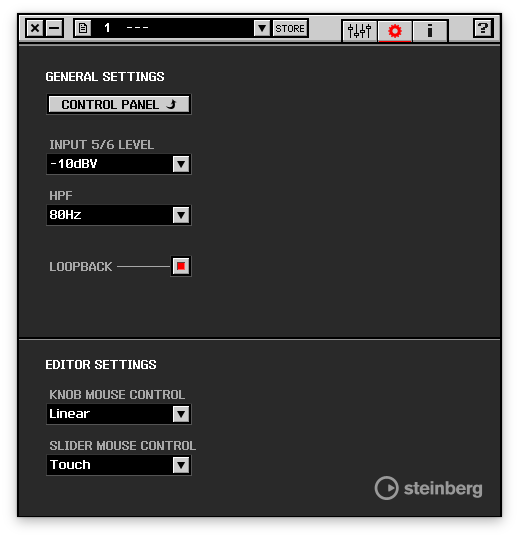 1 --- STORE ?
GENERAL SETTINGS
CONTROL PANEL
INPUT 5/6 LEVEL
-10dBV
HPF
80Hz
LOOPBACK
EDITOR SETTINGS
KNOB MOUSE CONTROL
Linear
SLIDER MOUSE CONTROL
Touch
steinberg